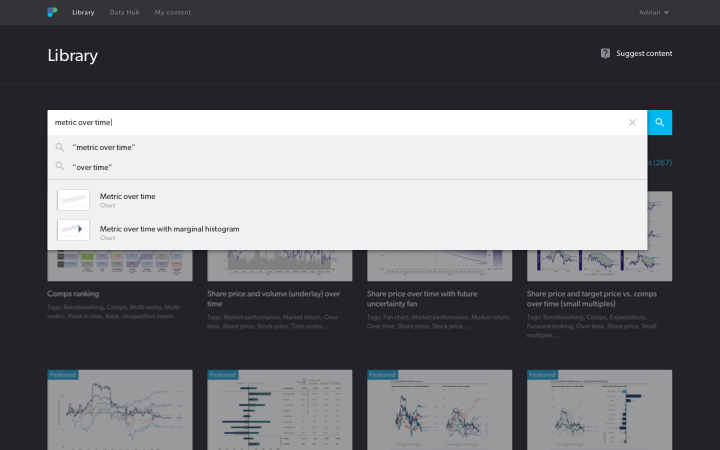 Library
Data Hub
My content
Adrian
Library
Suggest content
metric over time
"metric over time"
"over time"
(267)
Metric over time
Chart
Metric over time with marginal histogram
Chart
Comps ranking
Tags: Benchmarking, Comps, Multi-entity, Multi-
metric, Point in time, Rank, Unspecified metric
Share price and volume (underlay) over
time
Tags: Market performance, Market return, Over
time, Share price, Stock price, Time series, ...
Share price over time with future
uncertainty fan
Tags: Fan chart, Market performance, Market return,
Over time, Share price, Stock price, ...
Share price and target price vs. comps
over time (small multiples)
Tags: Benchmarking, Comps, Expectations,
Forward-looking, Over time, Share price, Small
multiples, ...
Featured
Featured
Featured
Featured